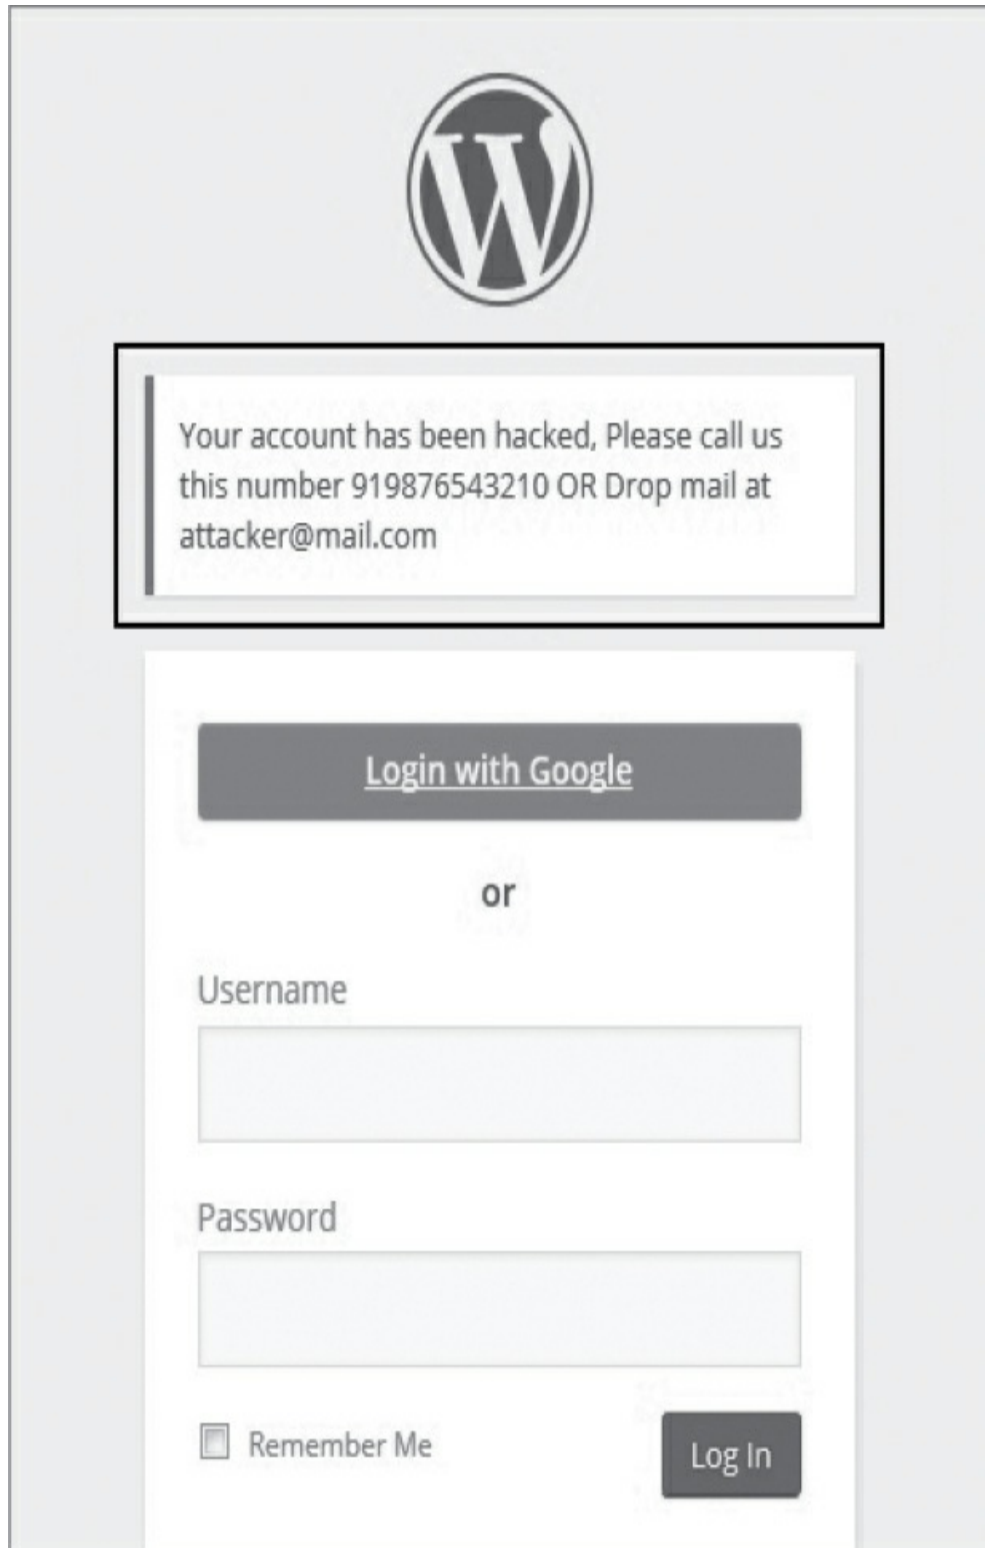 W
Your account has been hacked, Please call us
this number 919876543210 OR Drop mail at
attacker@mail.com
Login with Google
or
Username
Password
Remember Me
Log In